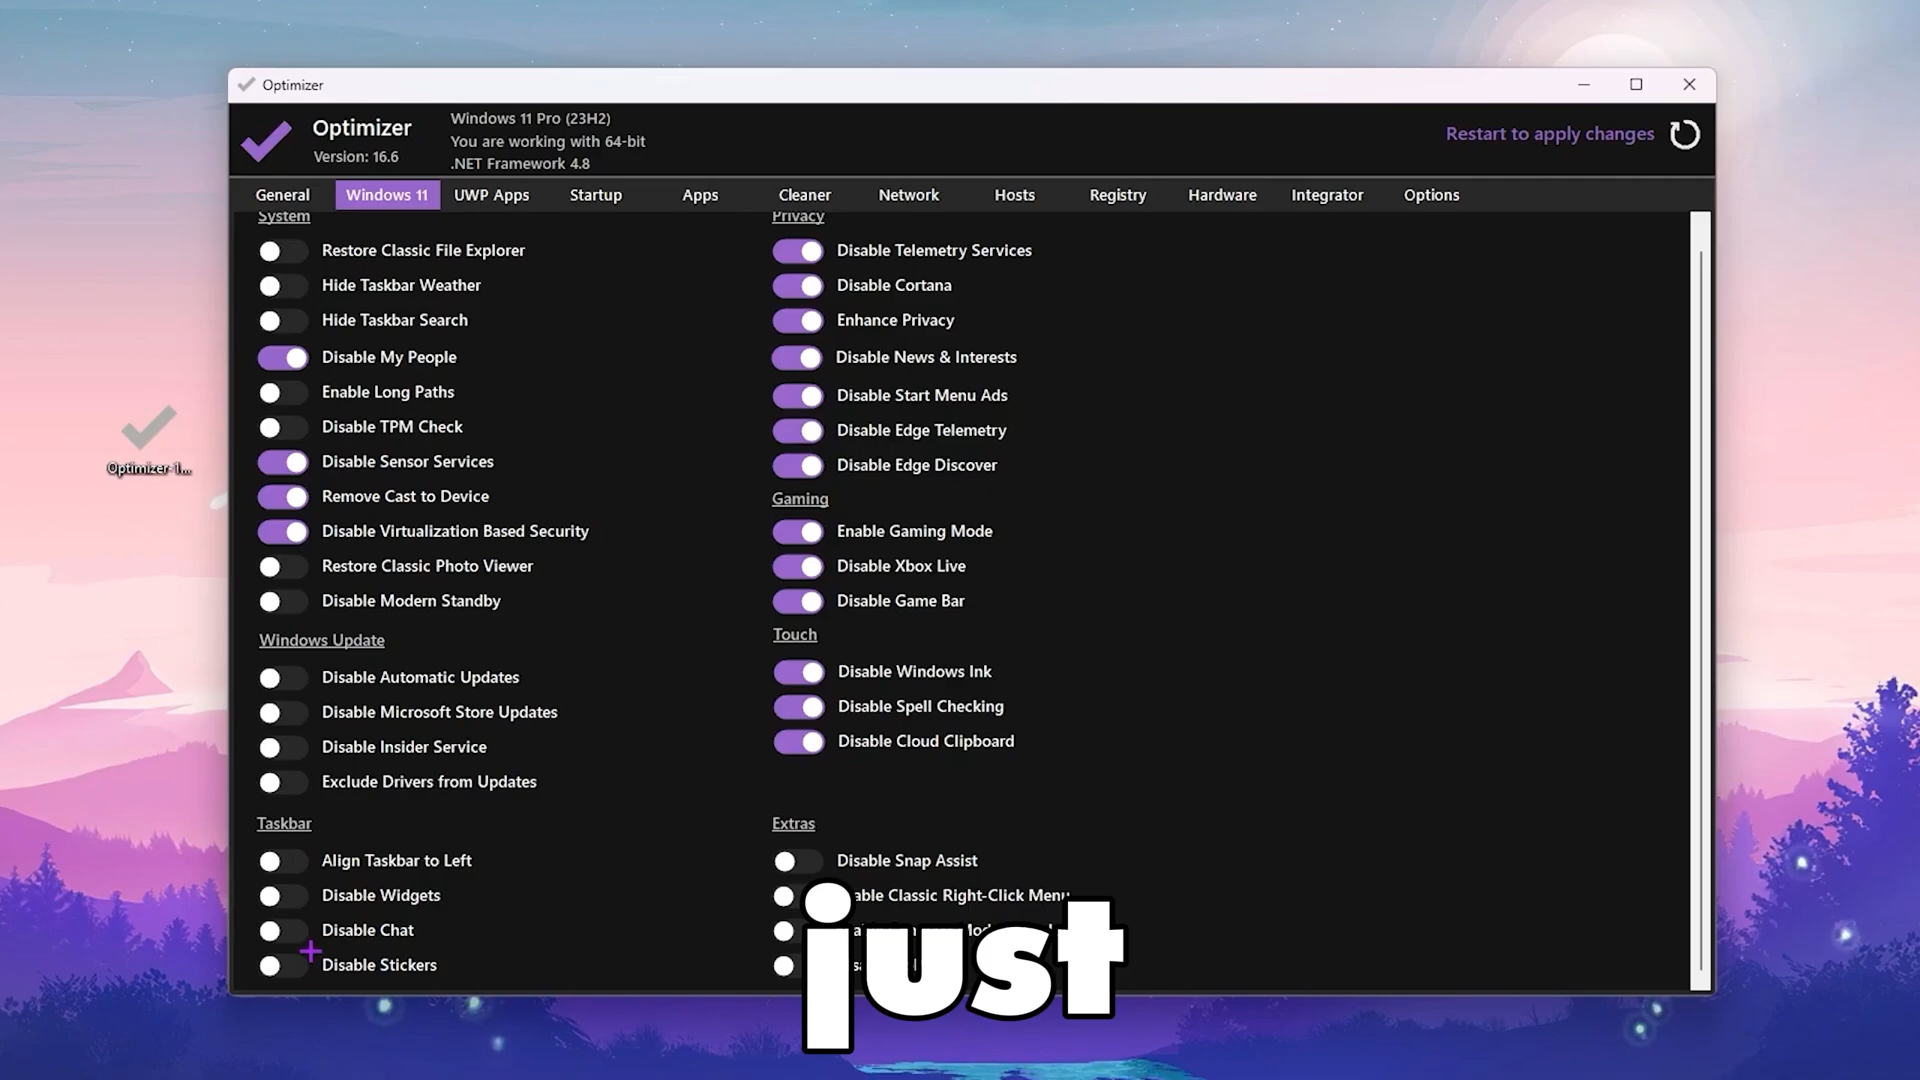 Optimizer
Optimizer
Version: 16.6
Windows 11 Pro (23H2)
You are working with 64-bit
.NET Framework 4.8
Restart to apply changes
General
Windows 11
UWP Apps
Startup
Apps
Cleaner
Network
Hosts
Registry
Hardware
Integrator
Options
System
Restore Classic File Explorer
Hide Taskbar Weather
Hide Taskbar Search
Disable My People
Enable Long Paths
Disable TPM Check
Disable Sensor Services
Remove Cast to Device
Disable Virtualization Based Security
Restore Classic Photo Viewer
Disable Modern Standby
Windows Update
Disable Automatic Updates
Disable Microsoft Store Updates
Disable Insider Service
Exclude Drivers from Updates
Taskbar
Align Taskbar to Left
Disable Widgets
Disable Chat
Disable Stickers
Privacy
Disable Telemetry Services
Disable Cortana
Enhance Privacy
Disable News & Interests
Disable Start Menu Ads
Disable Edge Telemetry
Disable Edge Discover
Gaming
Enable Gaming Mode
Disable Xbox Live
Disable Game Bar
Touch
Disable Windows Ink
Disable Spell Checking
Disable Cloud Clipboard
Extras
Disable Snap Assist
Classic Right-Click Menu
Optimizer-1...
just